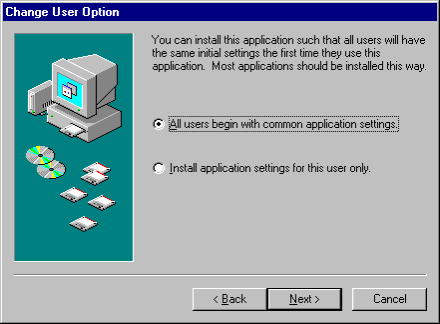 Change User Option
You can install this application such that all users will have
the same initial settings the first time they use this
application.  Most applications should be installed this way.
All users begin with common application settings.
Install application settings for this user only.
< Back
Next >
Cancel